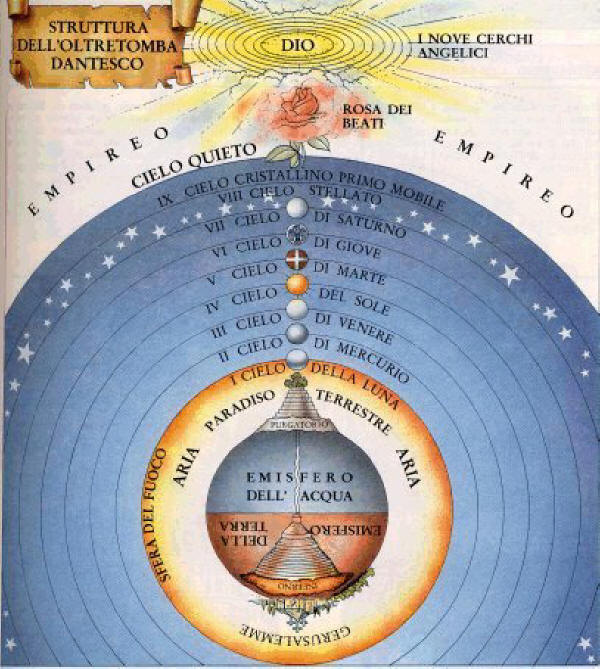 STRUTTURA
DELL'OLTRETOMBA
DANTESCO
DIO
I NOVE CERCHI
ANGELICI
ROSA DEI
BEATI
EMPIREO
EMPIREO
CIELO QUIETO
IX CIELO CRISTALLINO PRIMO MOBILE
VIII CIELO STELLATO
VII CIELO DI SATURNO
VI CIELO DI GIOVE
V CIELO DI MARTE
IV CIELO DEL SOLE
III CIELO DI VENERE
II CIELO DI MERCURIO
I CIELO DELLA LUNA
PARADISO TERRESTRE
PURGATORIO
ARIA
ARIA
SFERA DEL FUOCO
EMISFERO
DELL' ACQUA
EMISFERO
DELLA
TERRA
INFERNO
GERUSALEMME